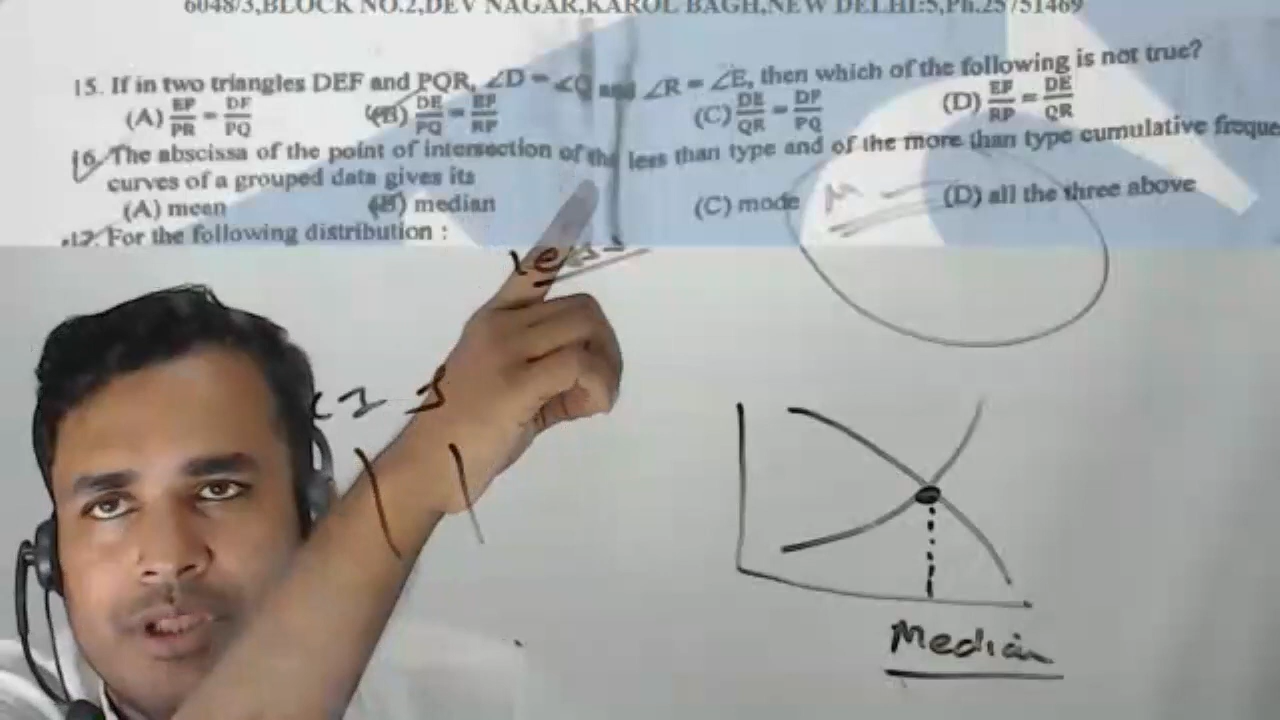 6048/3,BLOCK NO.2,DEV NAGAR,KAROL BAGH,NEW DELHI:5,Ph.25751469
15. If in two triangles DEF and PQR, ∠D = ∠Q and ∠R = ∠E, then which of the following is not true?
(A) EF/PR = DF/PQ (B) DE/PQ = EF/RP (C) DE/QR = DF/PQ (D) EF/RP = DE/QR
16. The abscissa of the point of intersection of the less than type and of the more than type cumulative freque
curves of a grouped data gives its
(A) mean (B) median (C) mode (D) all the three above
17. For the following distribution :
less
Median